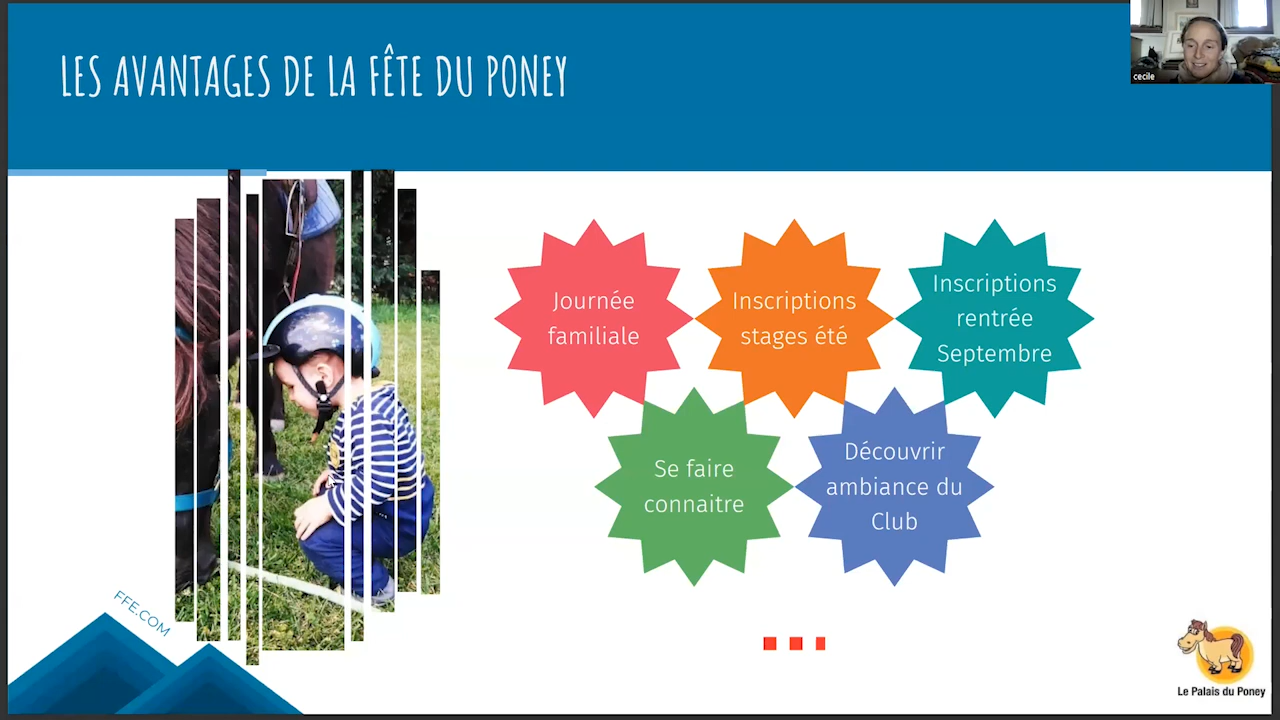 LES AVANTAGES DE LA FÊTE DU PONEY
cecile
Journée
familiale
Inscriptions
stages été
Inscriptions
rentrée
Septembre
Se faire
connaitre
Découvrir
ambiance du
Club
FFE.COM
...
Le Palais du Poney